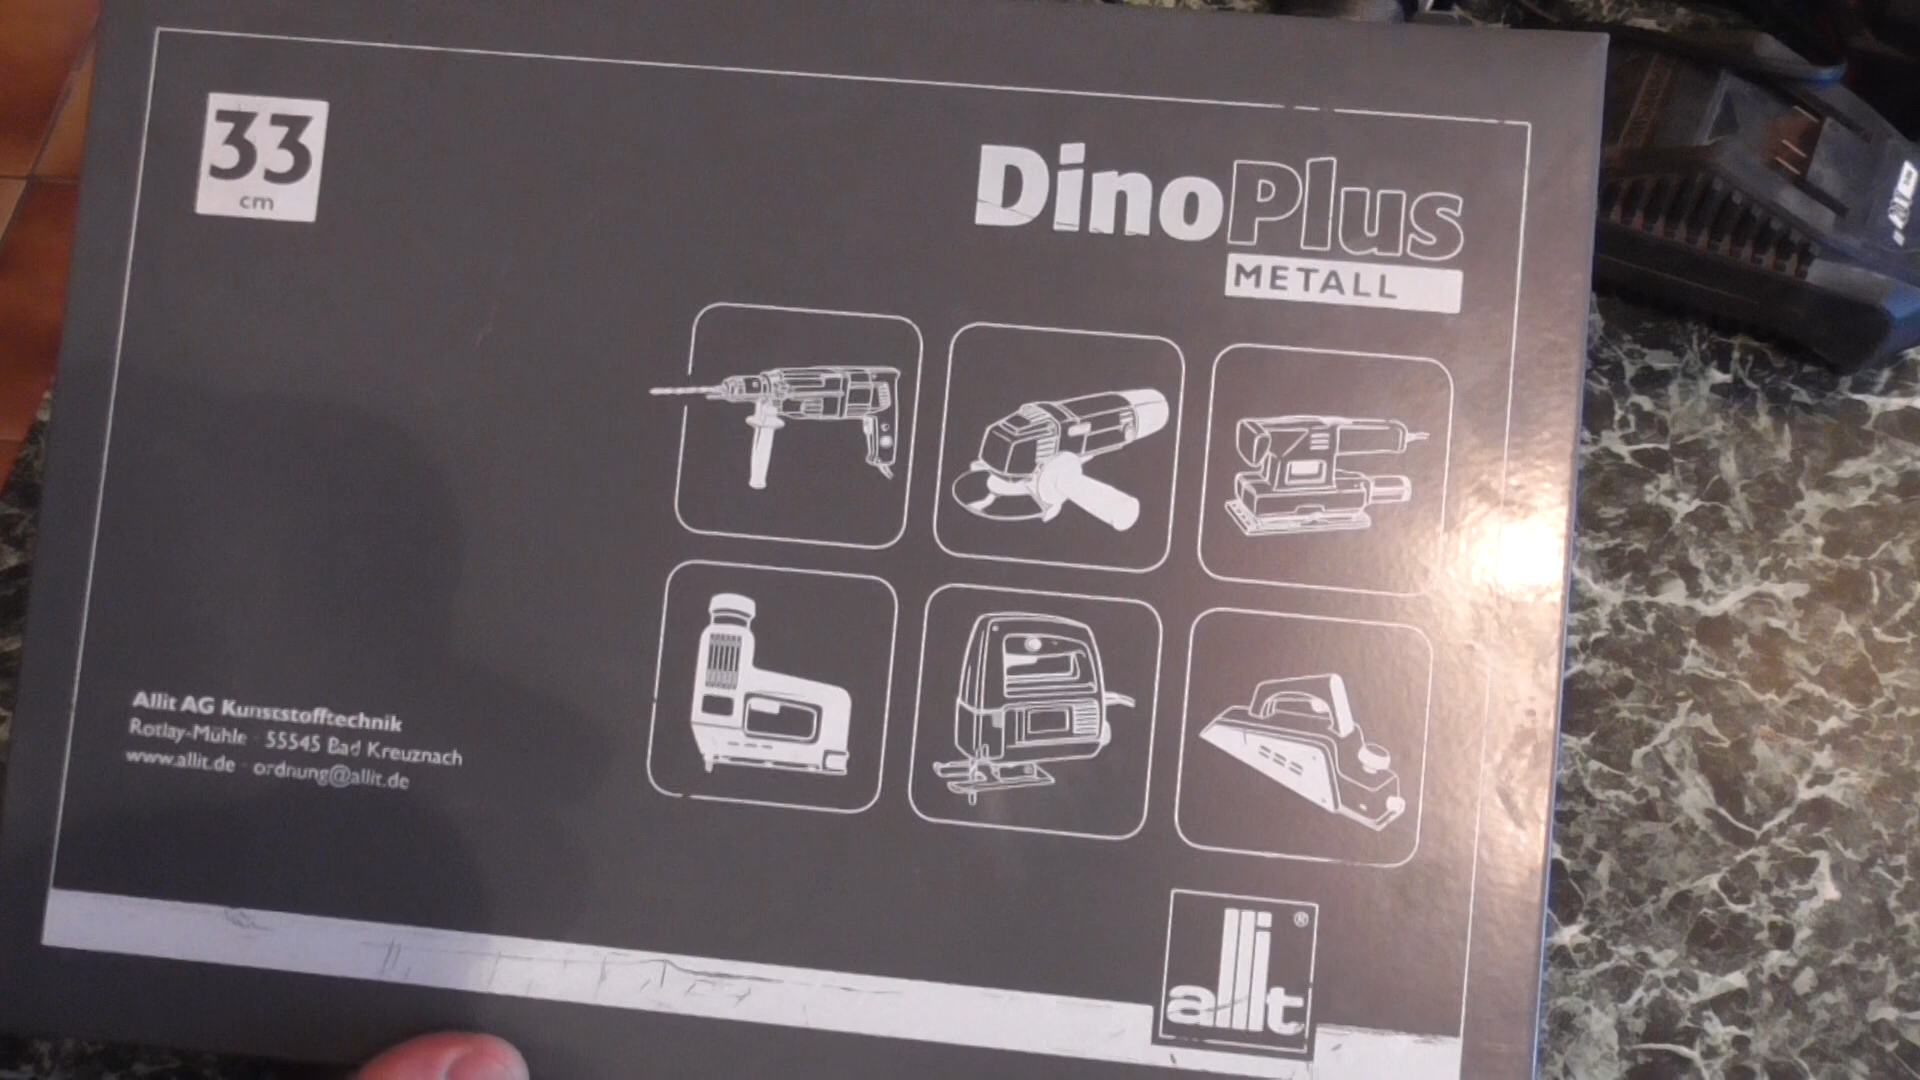 33
cm
DinoPlus
METALL
Allit AG Kunststofftechnik
Rotlay-Mühle · 55545 Bad Kreuznach
www.allit.de · ordnung@allit.de
allit ®